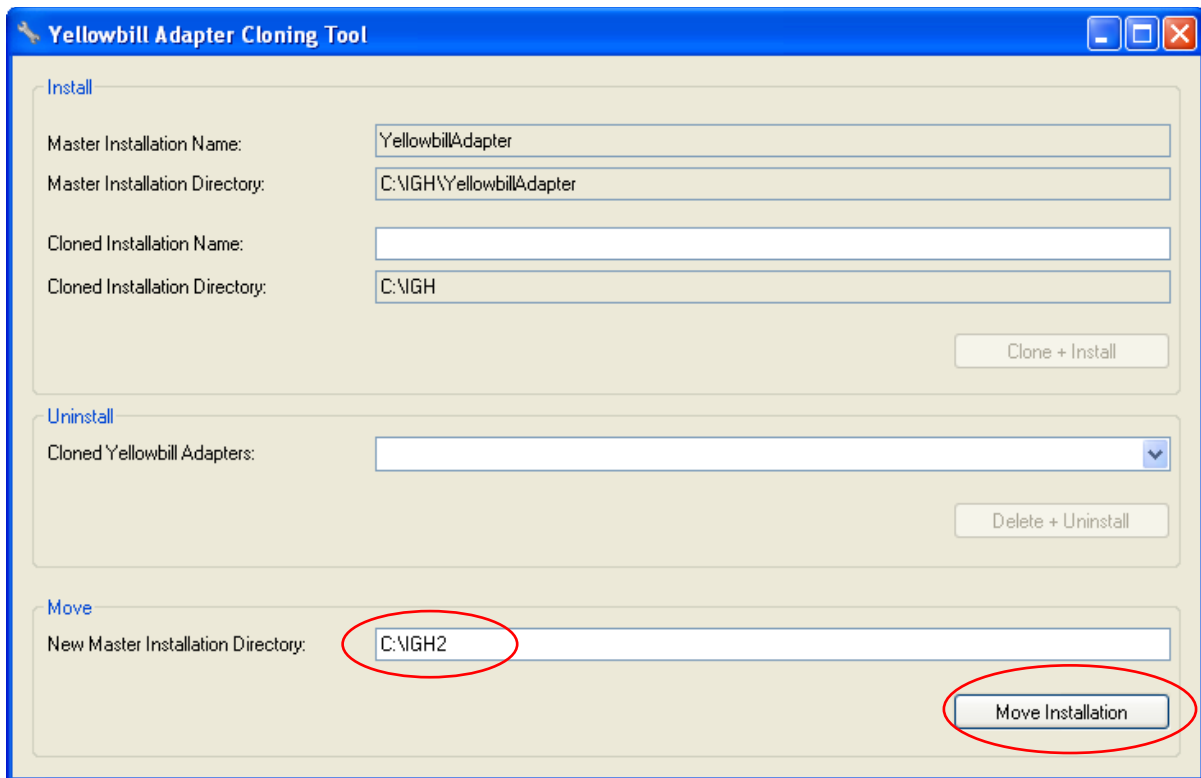 Yellowbill Adapter Cloning Tool
Install
Master Installation Name: YellowbillAdapter
Master Installation Directory: C:\IGH\YellowbillAdapter
Cloned Installation Name:
Cloned Installation Directory: C:\IGH
Clone + Install
Uninstall
Cloned Yellowbill Adapters:
Delete + Uninstall
Move
New Master Installation Directory: C:\IGH2
Move Installation